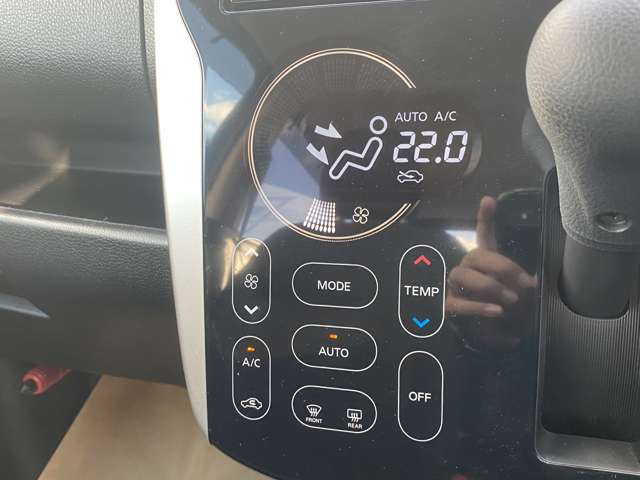 AUTO A/C
22.0
MODE
TEMP
A/C
AUTO
OFF
FRONT
REAR